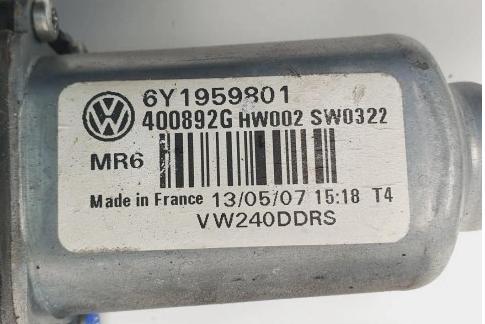 6Y1959801
400892G HW002 SW0322
MR6
Made in France 13/05/07 15:18 T4
VW240DDRS